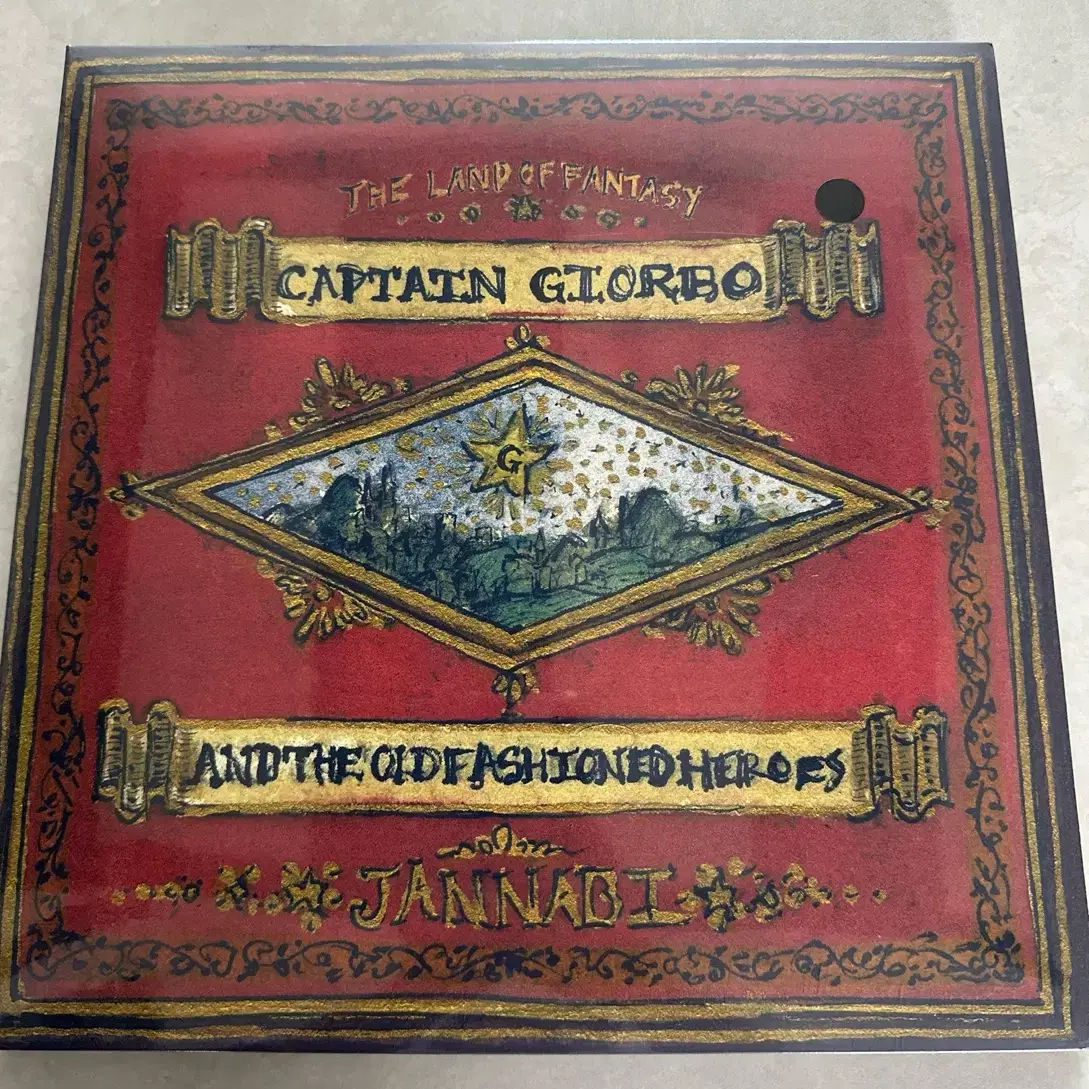 THE LAND OF FANTASY
CAPTAIN GIORBO
G
AND THE OLD FASHIONED HEROES
JANNABI